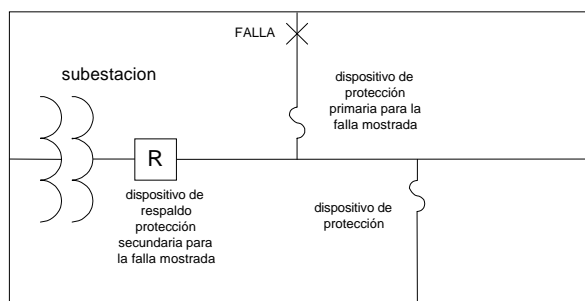 FALLA
subestacion
dispositivo de
protección
primaria para la
falla mostrada
R
dispositivo de
respaldo
protección
secundaria para
la falla mostrada
dispositivo de
protección